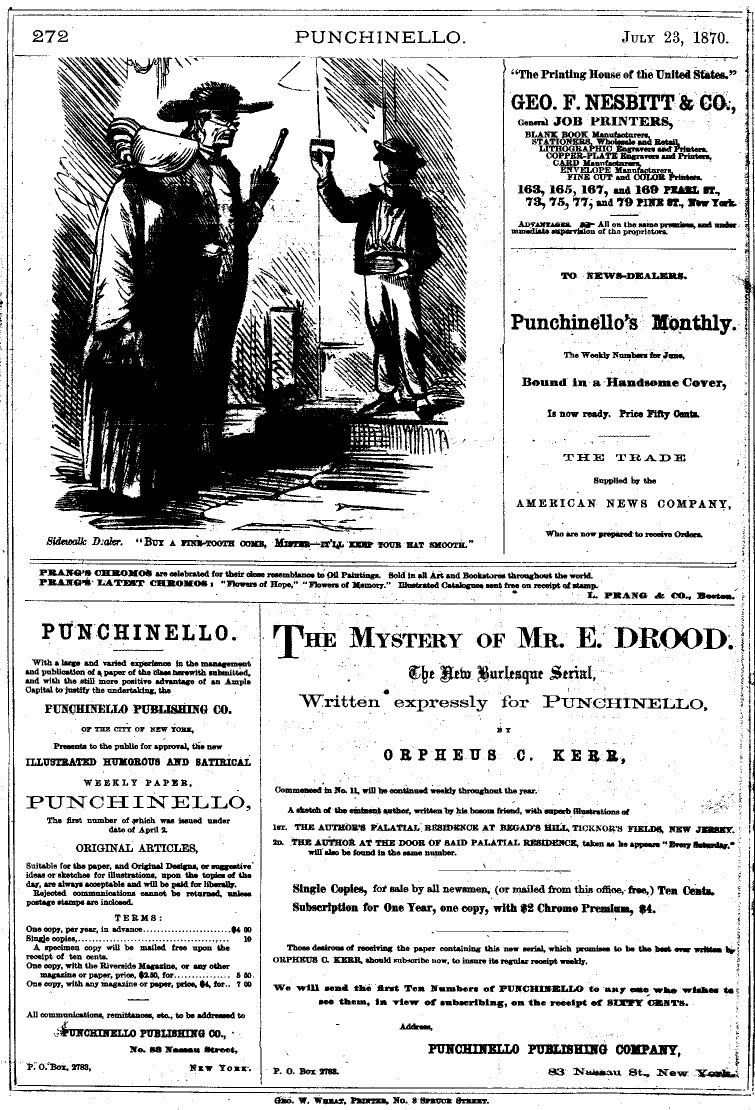 272
PUNCHINELLO.
JULY 23, 1870.
Sidewalk Dealer. "BUY A FINE-TOOTH COMB, MISTER—IT'LL KEEP YOUR HAT SMOOTH."
"The Printing House of the United States."
GEO. F. NESBITT & CO.,
General JOB PRINTERS,
BLANK BOOK Manufacturers,
STATIONERS, Wholesale and Retail,
LITHOGRAPHIC Engravers and Printers.
COPPER-PLATE Engravers and Printers,
CARD Manufacturers,
ENVELOPE Manufacturers,
FINE CUT and COLOR Printers.
163, 165, 167, and 169 PEARL ST.,
73, 75, 77, and 79 PINE ST., New York.
ADVANTAGES. All on the same premises, and under
immediate supervision of the proprietors.
TO NEWS-DEALERS.
Punchinello's Monthly.
The Weekly Numbers for June,
Bound in a Handsome Cover,
Is now ready. Price Fifty Cents.
THE TRADE
Supplied by the
AMERICAN NEWS COMPANY,
Who are now prepared to receive Orders.
PRANG'S CHROMOS are celebrated for their close resemblance to Oil Paintings. Sold in all Art and Bookstores throughout the world.
PRANG'S LATEST CHROMOS: "Flowers of Hope," "Flowers of Memory." Illustrated Catalogues sent free on receipt of stamp.
L. PRANG & CO., Boston.
PUNCHINELLO.
With a large and varied experience in the management
and publication of a paper of the class herewith submitted,
and with the still more positive advantage of an Ample
Capital to justify the undertaking, the
PUNCHINELLO PUBLISHING CO.
OF THE CITY OF NEW YORK,
Presents to the public for approval, the new
ILLUSTRATED HUMOROUS AND SATIRICAL
WEEKLY PAPER,
PUNCHINELLO,
The first number of which was issued under
date of April 2.
ORIGINAL ARTICLES,
Suitable for the paper, and Original Designs, or suggestive
ideas or sketches for illustrations, upon the topics of the
day, are always acceptable and will be paid for liberally.
Rejected communications cannot be returned, unless
postage stamps are inclosed.
TERMS:
One copy, per year, in advance......................$4 00
Single copies,......................................... 10
A specimen copy will be mailed free upon the
receipt of ten cents.
One copy, with the Riverside Magazine, or any other
magazine or paper, price, $2.50, for.............. 5 50
One copy, with any magazine or paper, price, $4, for.. 7 00
All communications, remittances, etc., to be addressed to
PUNCHINELLO PUBLISHING CO.,
No. 83 Nassau Street,
P. O. Box, 2783,
NEW YORK.
THE MYSTERY OF MR. E. DROOD.
The New Burlesque Serial,
Written expressly for PUNCHINELLO,
BY
ORPHEUS C. KERR,
Commenced in No. 11, will be continued weekly throughout the year.
A sketch of the eminent author, written by his bosom friend, with superb illustrations of
1ST. THE AUTHOR'S PALATIAL RESIDENCE AT BEGAD'S HILL, TICKNOR'S FIELDS, NEW JERSEY.
2D. THE AUTHOR AT THE DOOR OF SAID PALATIAL RESIDENCE, taken as he appears "Every Saturday,"
will also be found in the same number.
Single Copies, for sale by all newsmen, (or mailed from this office, free,) Ten Cents.
Subscription for One Year, one copy, with $2 Chrome Premium, $4.
Those desirous of receiving the paper containing this new serial, which promises to be the best ever written by
ORPHEUS C. KERR, should subscribe now, to insure its regular receipt weekly.
We will send the first Ten Numbers of PUNCHINELLO to any one who wishes to
see them, in view of subscribing, on the receipt of SIXTY CENTS.
Address,
PUNCHINELLO PUBLISHING COMPANY,
P. O. Box 2783.
83 Nassau St., New York.
GEO. W. WHEAT, PRINTER, NO. 8 SPRUCE STREET.